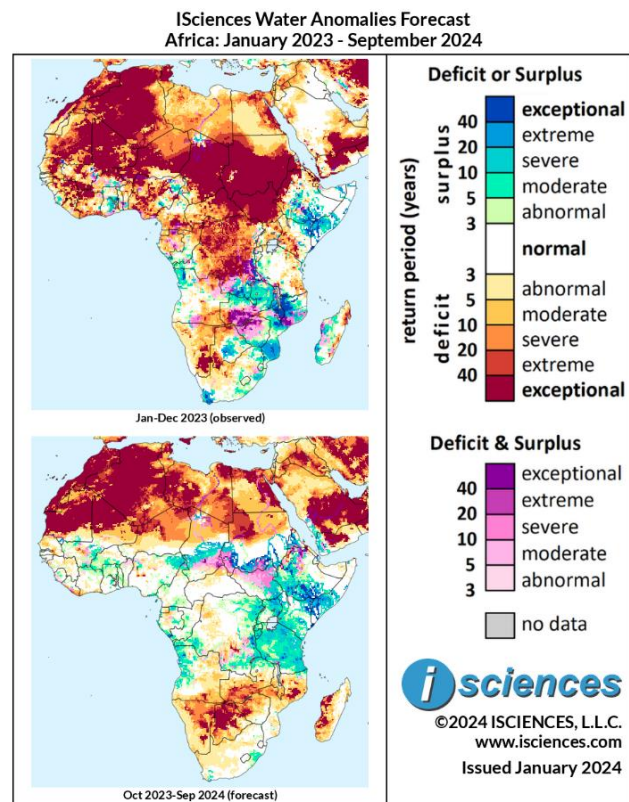 ISciences Water Anomalies Forecast
Africa: January 2023 - September 2024
Jan-Dec 2023 (observed)
Oct 2023-Sep 2024 (forecast)
Deficit or Surplus
return period (years)
surplus
deficit
40 exceptional
20 extreme
10 severe
5 moderate
3 abnormal
normal
3 abnormal
5 moderate
10 severe
20 extreme
40 exceptional
Deficit & Surplus
40 exceptional
20 extreme
10 severe
5 moderate
3 abnormal
no data
i sciences
©2024 ISCIENCES, L.L.C.
www.isciences.com
Issued January 2024